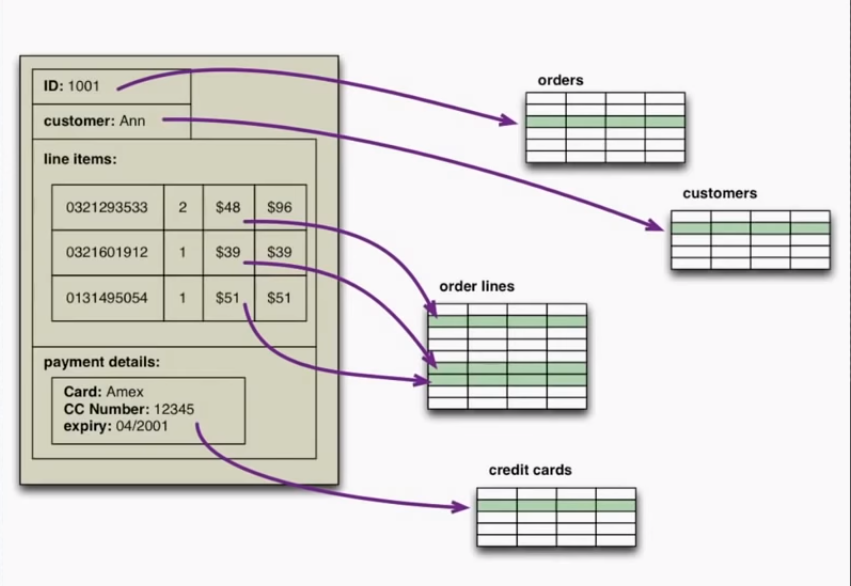 ID: 1001
customer: Ann
line items:
0321293533 2 $48 $96
0321601912 1 $39 $39
0131495054 1 $51 $51
payment details:
Card: Amex
CC Number: 12345
expiry: 04/2001
orders
customers
order lines
credit cards